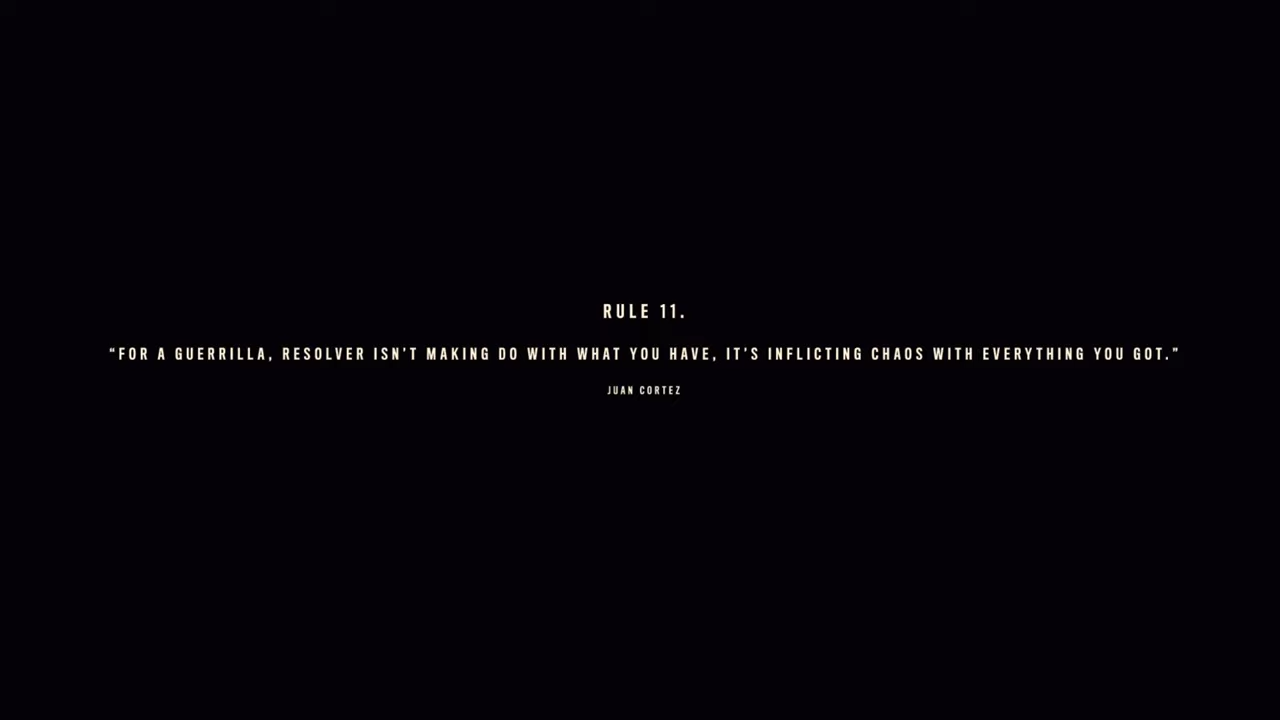 RULE 11.
“FOR A GUERRILLA, RESOLVER ISN’T MAKING DO WITH WHAT YOU HAVE, IT’S INFLICTING CHAOS WITH EVERYTHING YOU GOT.”
JUAN CORTEZ